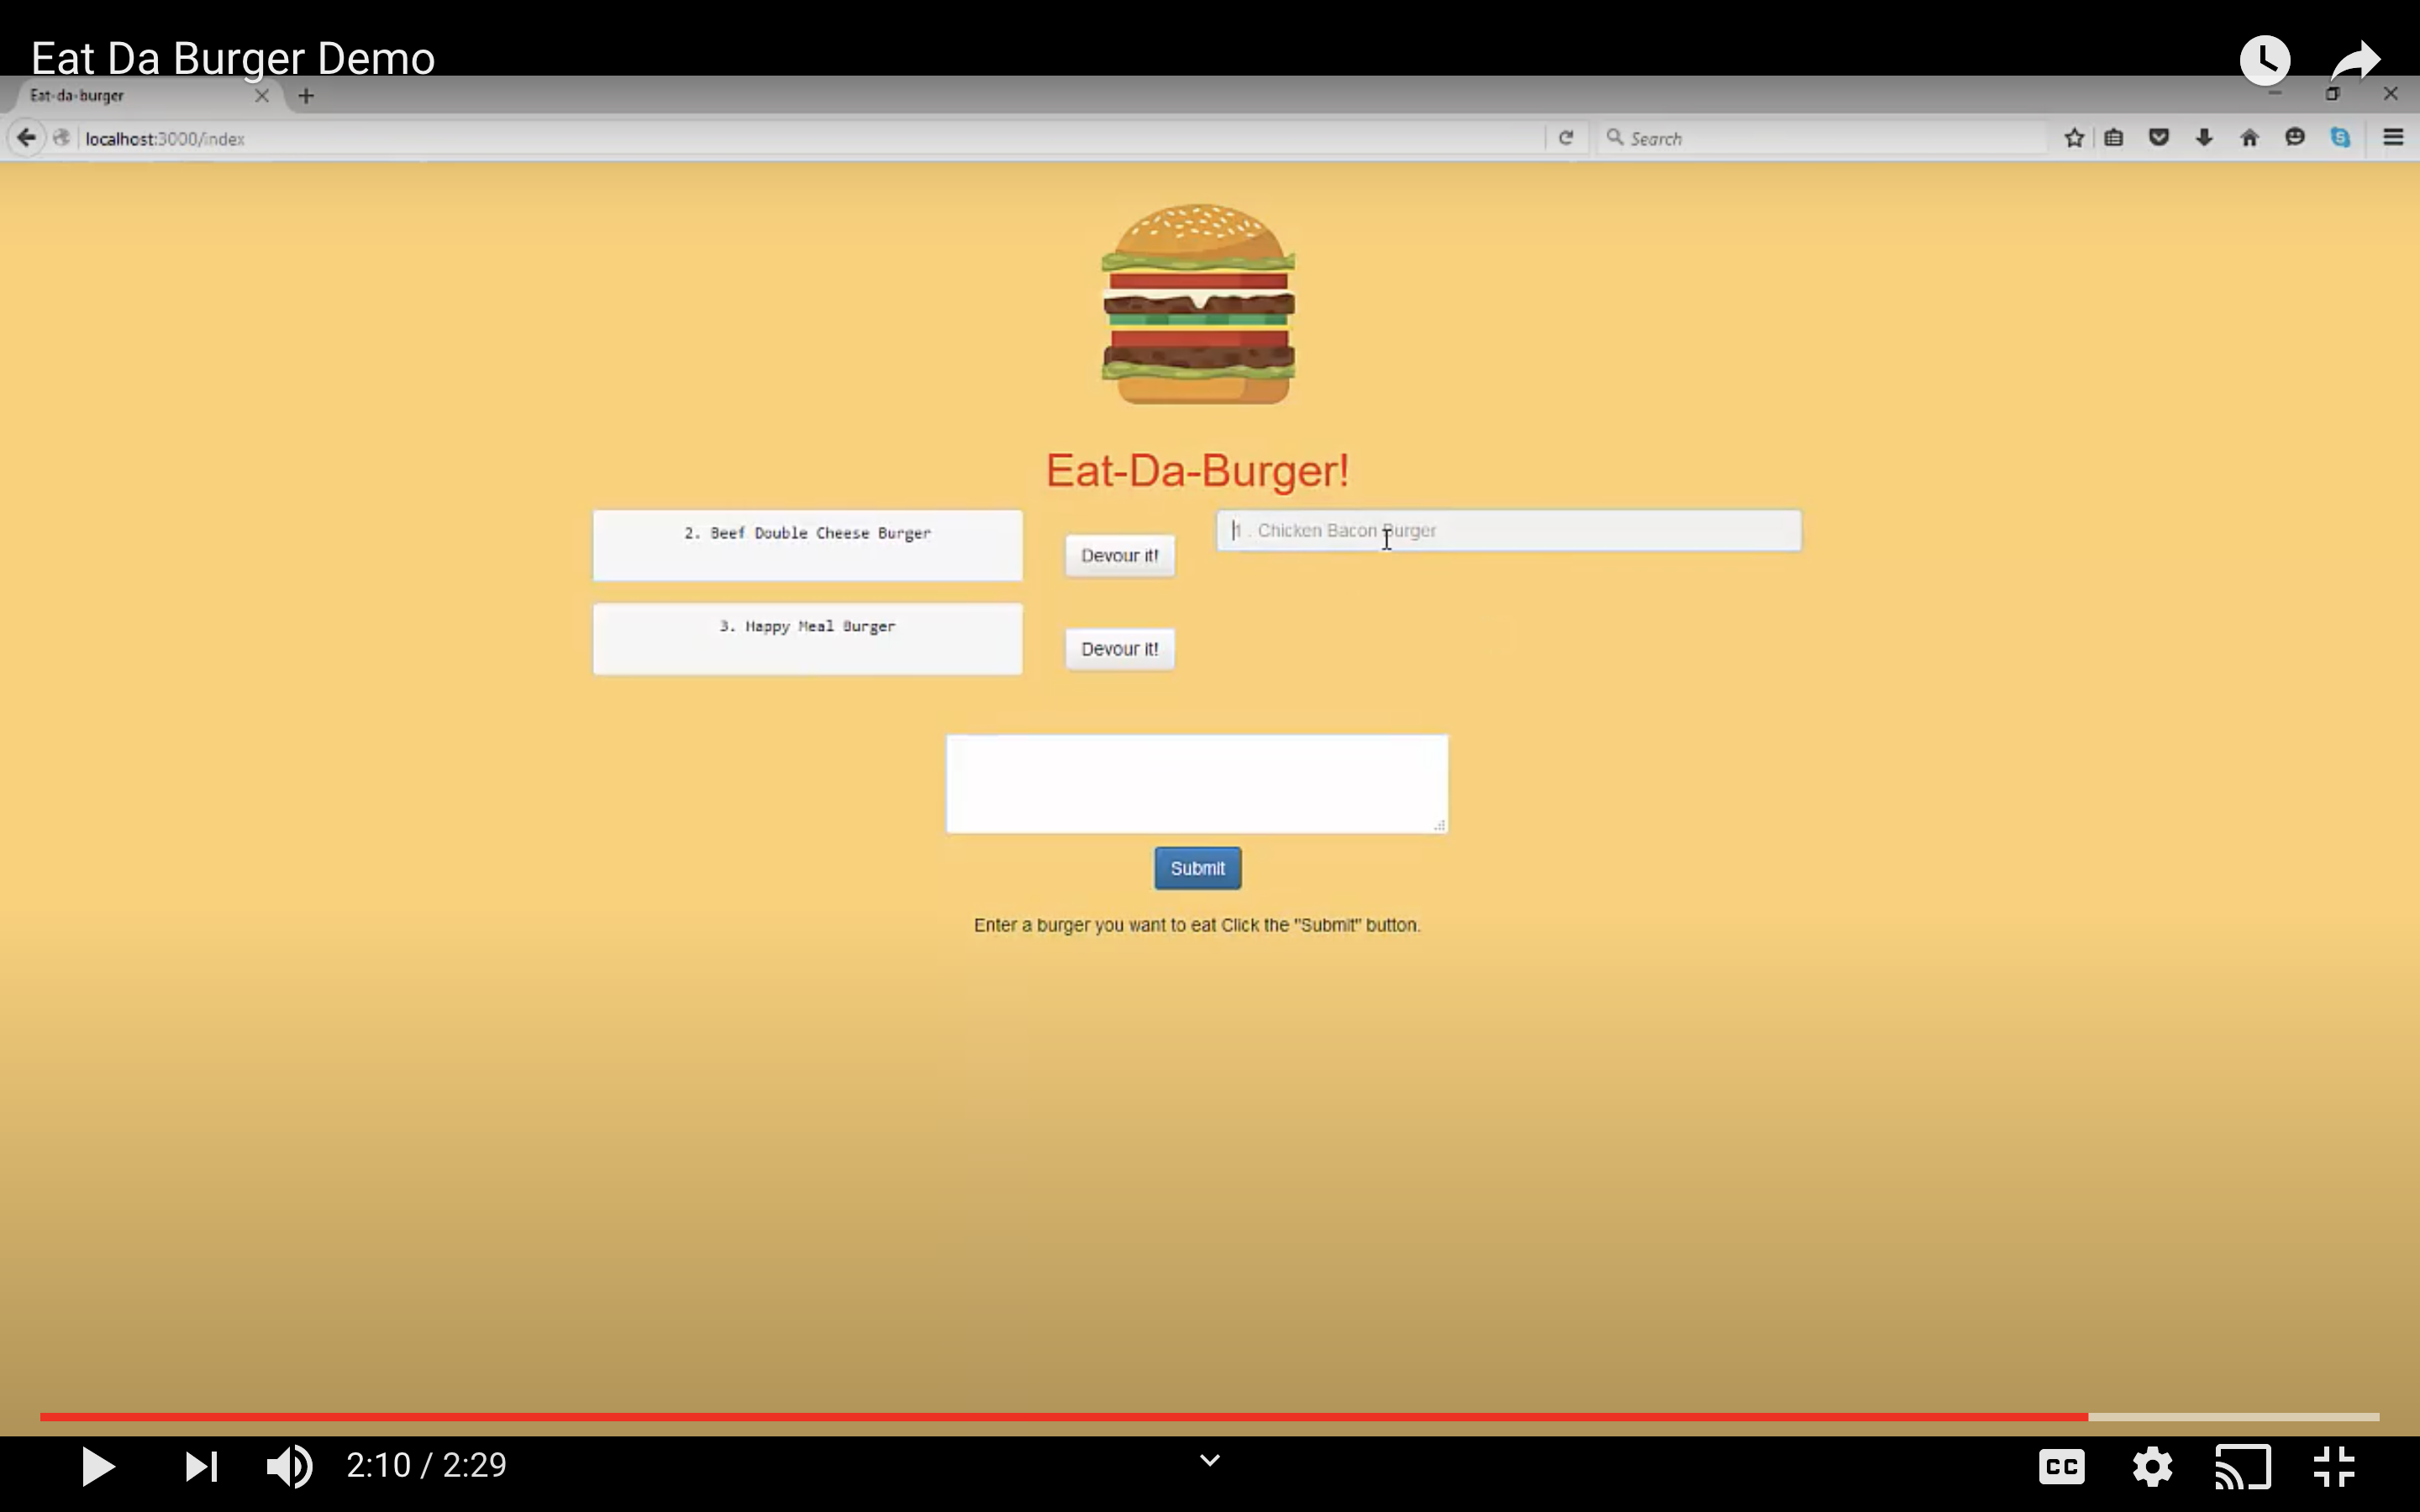 Eat Da Burger Demo
Eat-da-burger
localhost:3000/index
Search
Eat-Da-Burger!
2. Beef Double Cheese Burger
Devour it!
1 . Chicken Bacon Burger
3. Happy Meal Burger
Devour it!
Submit
Enter a burger you want to eat Click the "Submit" button.
2:10 / 2:29
CC